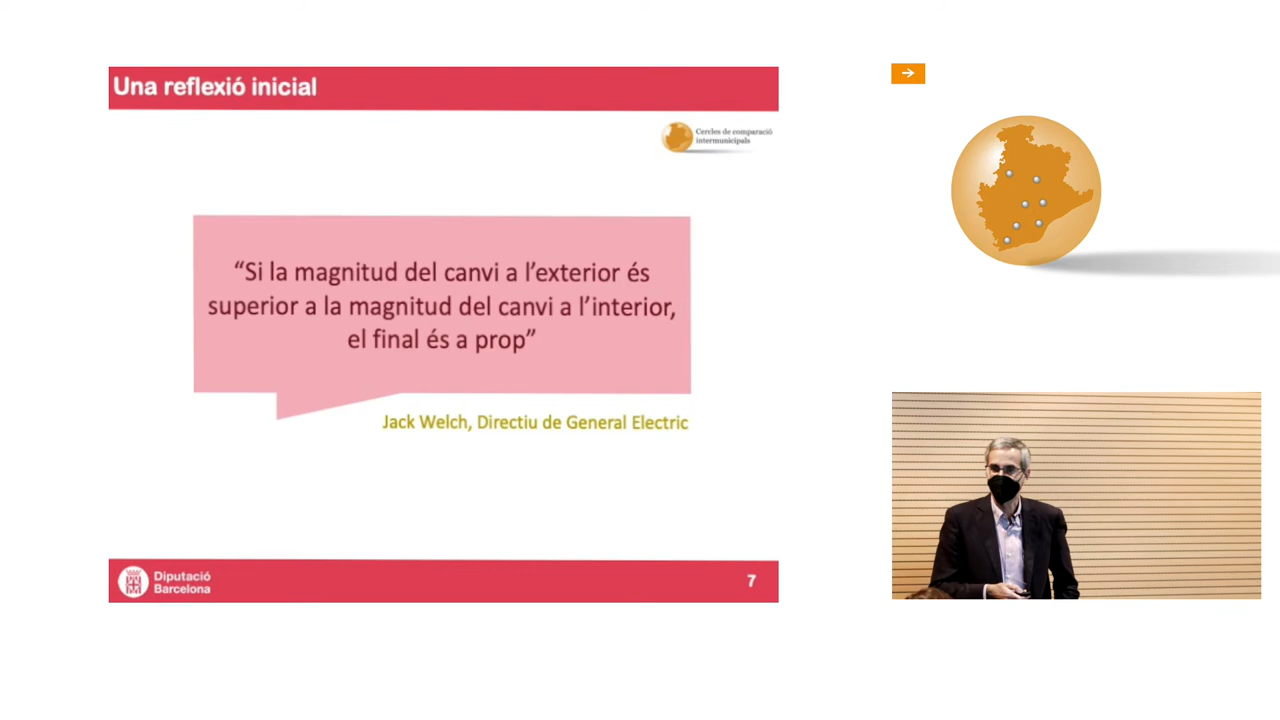 Una reflexió inicial
Cercles de comparació
intermunicipals
“Si la magnitud del canvi a l’exterior és
superior a la magnitud del canvi a l’interior,
el final és a prop”
Jack Welch, Directiu de General Electric
Diputació
Barcelona
7